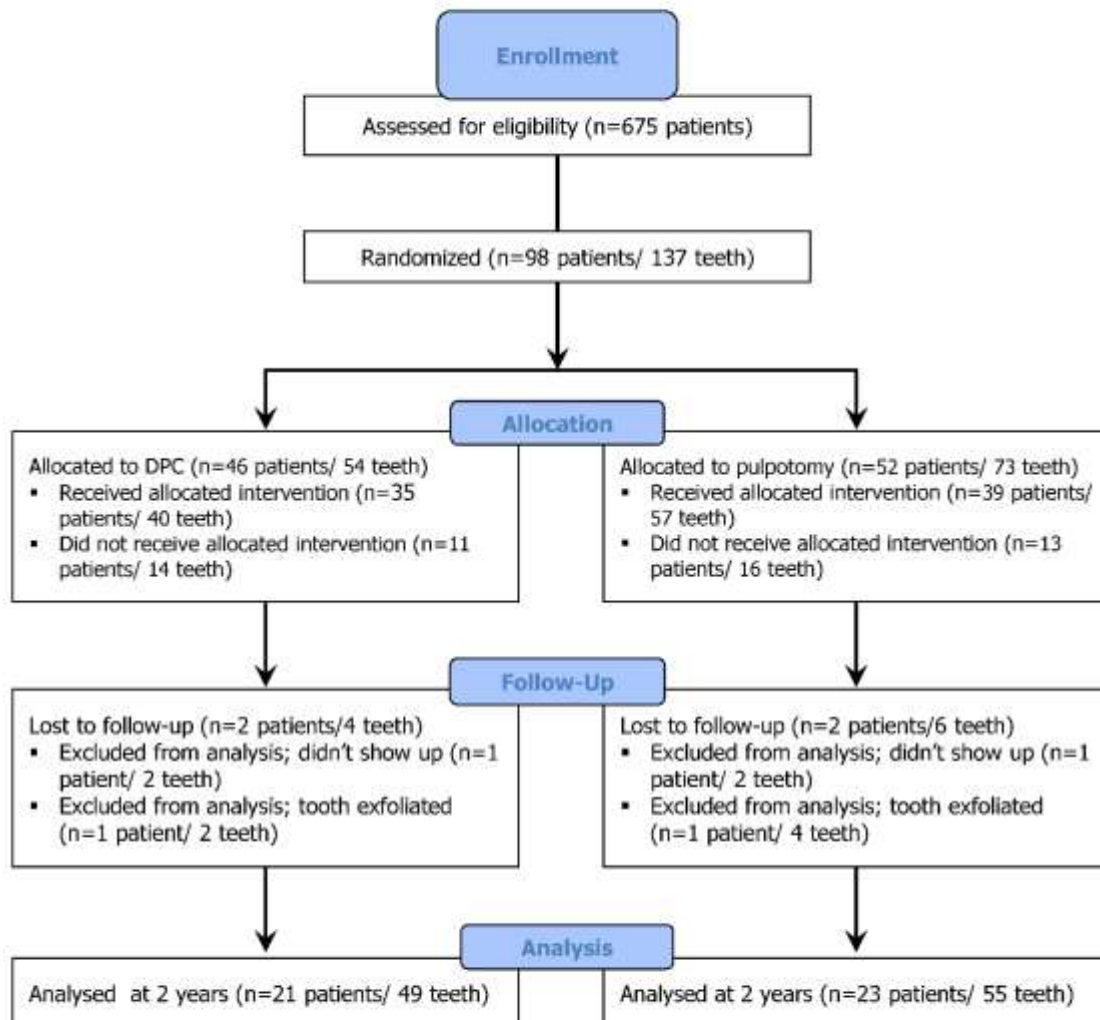 Enrollment
Assessed for eligibility (n=675 patients)
Randomized (n=98 patients/ 137 teeth)
Allocation
Allocated to DPC (n=46 patients/ 54 teeth)
▪ Received allocated intervention (n=35
patients/ 40 teeth)
▪ Did not receive allocated intervention (n=11
patients/ 14 teeth)
Allocated to pulpotomy (n=52 patients/ 73 teeth)
▪ Received allocated intervention (n=39 patients/
57 teeth)
▪ Did not receive allocated intervention (n=13
patients/ 16 teeth)
Follow-Up
Lost to follow-up (n=2 patients/4 teeth)
▪ Excluded from analysis; didn’t show up (n=1
patient/ 2 teeth)
▪ Excluded from analysis; tooth exfoliated
(n=1 patient/ 2 teeth)
Lost to follow-up (n=2 patients/6 teeth)
▪ Excluded from analysis; didn’t show up (n=1
patient/ 2 teeth)
▪ Excluded from analysis; tooth exfoliated
(n=1 patient/ 4 teeth)
Analysis
Analysed at 2 years (n=21 patients/ 49 teeth)
Analysed at 2 years (n=23 patients/ 55 teeth)